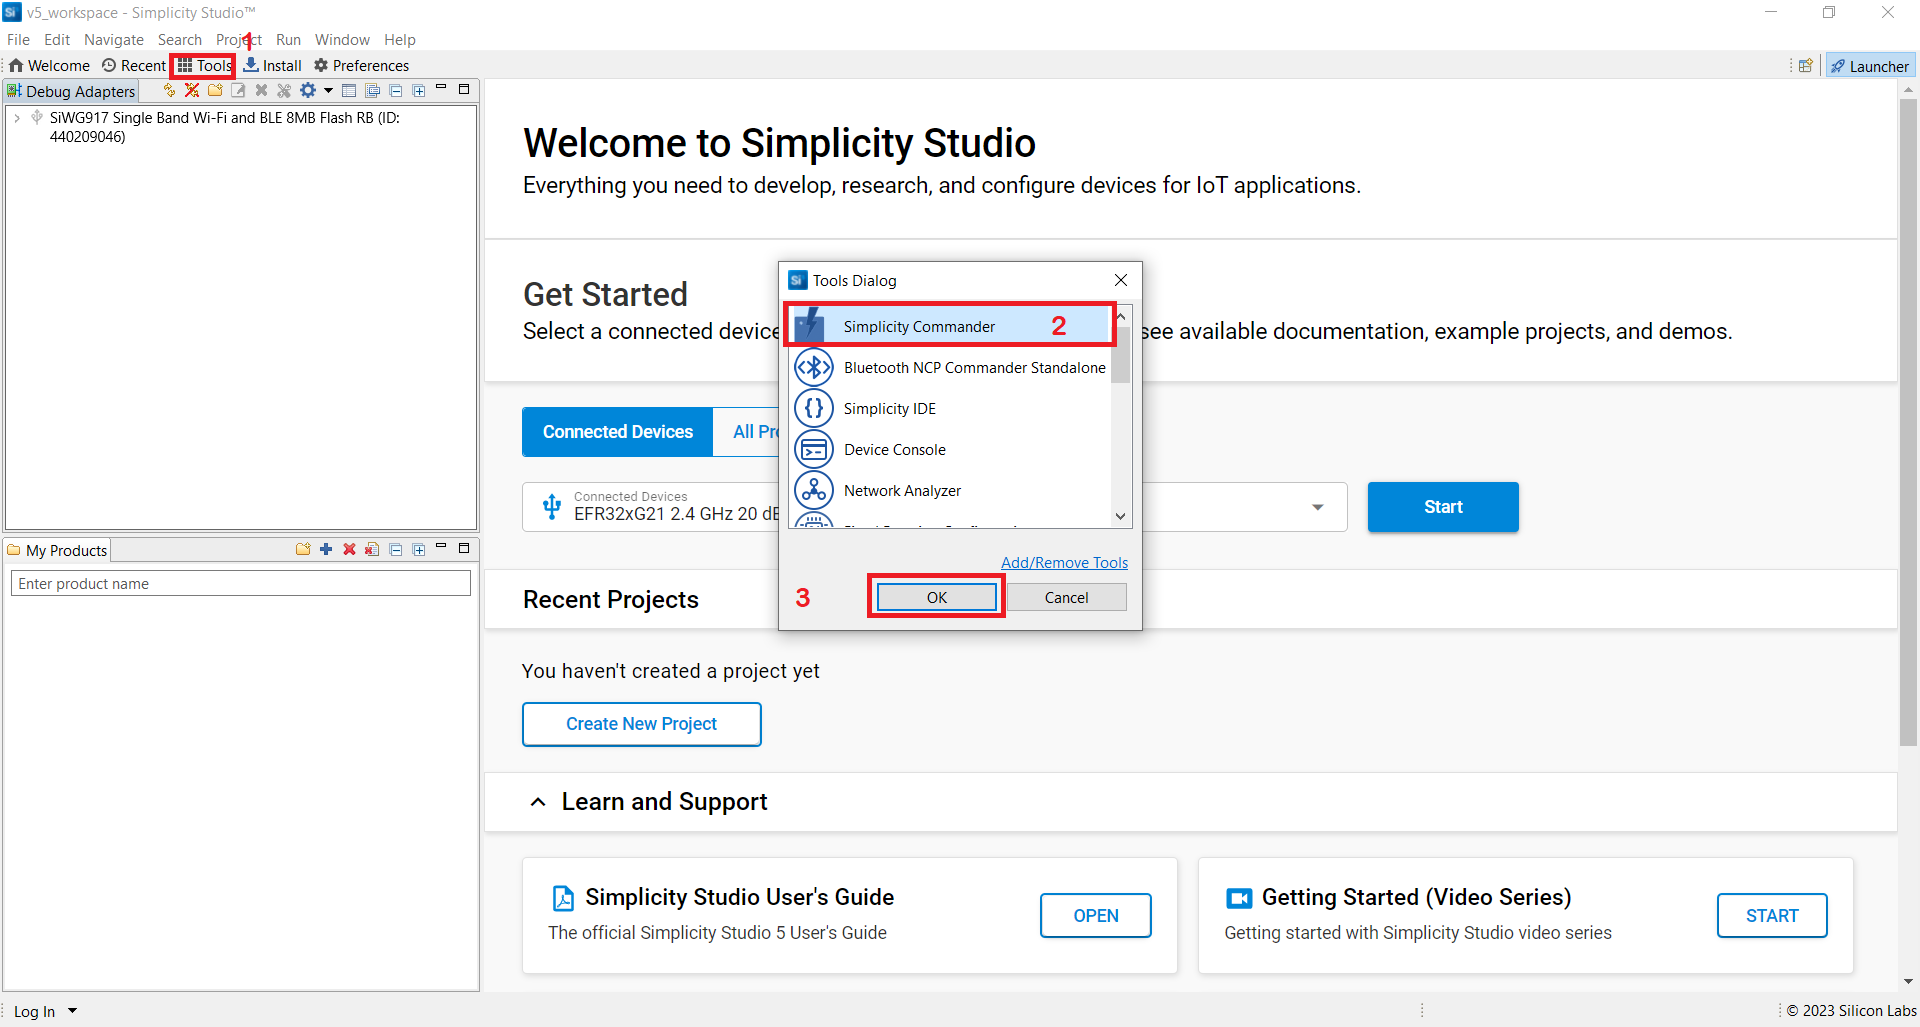 v5_workspace - Simplicity Studio™
File Edit Navigate Search Project Run Window Help
1
Welcome Recent Tools Install Preferences
Launcher
Debug Adapters
SiWG917 Single Band Wi-Fi and BLE 8MB Flash RB (ID:
440209046)
My Products
Enter product name
Welcome to Simplicity Studio
Everything you need to develop, research, and configure devices for IoT applications.
Get Started
Select a connected device see available documentation, example projects, and demos.
Connected Devices All Pr
Connected Devices
EFR32xG21 2.4 GHz 20 dB
Start
Tools Dialog
Simplicity Commander 2
Bluetooth NCP Commander Standalone
Simplicity IDE
Device Console
Network Analyzer
Add/Remove Tools
3 OK Cancel
Recent Projects
You haven't created a project yet
Create New Project
Learn and Support
Simplicity Studio User's Guide
The official Simplicity Studio 5 User's Guide
OPEN
Getting Started (Video Series)
Getting started with Simplicity Studio video series
START
Log In
© 2023 Silicon Labs